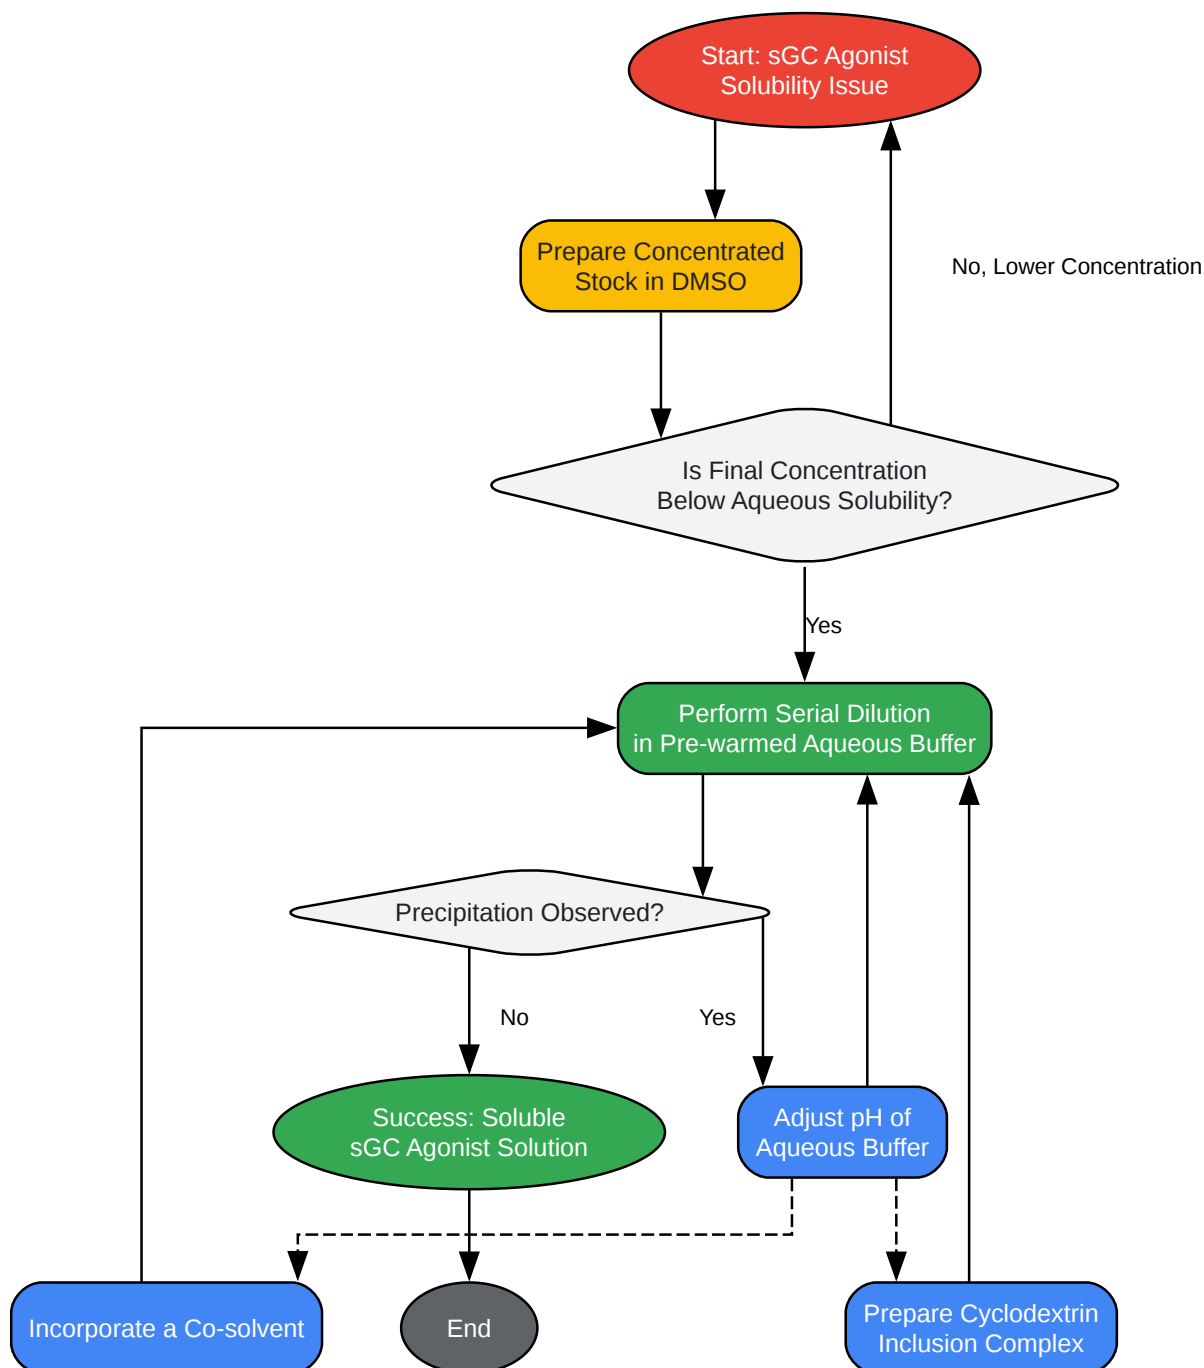 Start: sGC Agonist
Solubility Issue
Prepare Concentrated
Stock in DMSO
No, Lower Concentration
Is Final Concentration
Below Aqueous Solubility?
Yes
Perform Serial Dilution
in Pre-warmed Aqueous Buffer
Precipitation Observed?
No
Yes
Success: Soluble
sGC Agonist Solution
Adjust pH of
Aqueous Buffer
Incorporate a Co-solvent
End
Prepare Cyclodextrin
Inclusion Complex